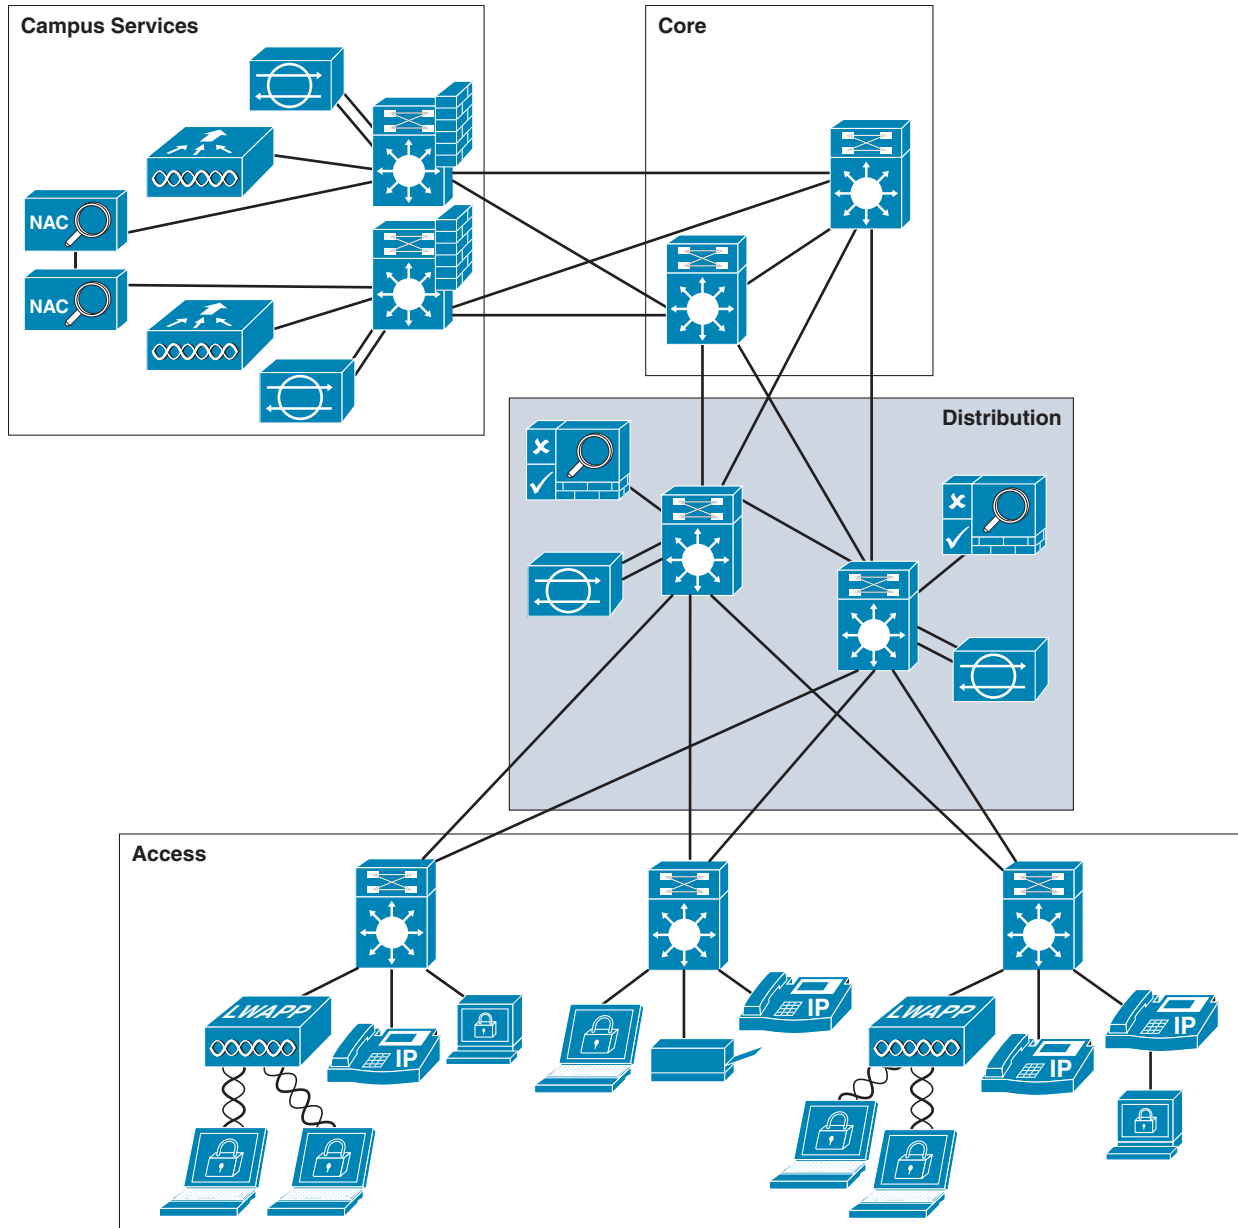 Campus Services
Core
NAC
NAC
Distribution
Access
LWAPP
IP
IP
LWAPP
IP
IP